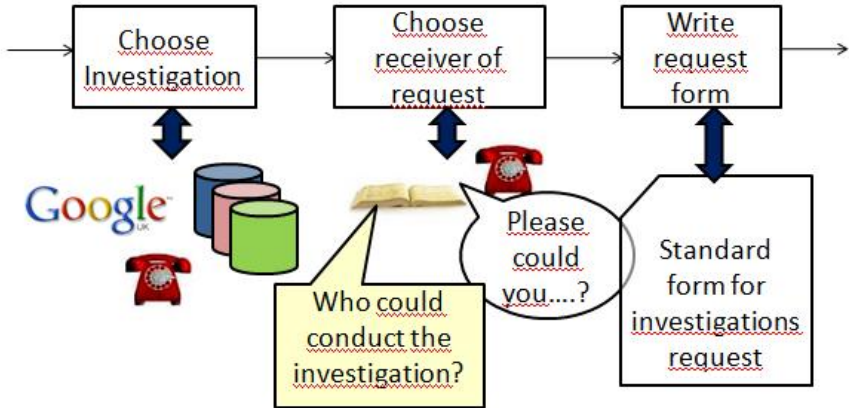 Choose
Investigation
Choose
receiver of
request
Write
request
form
Google™
UK
Please
could
you....?
Who could
conduct the
investigation?
Standard
form for
investigations
request